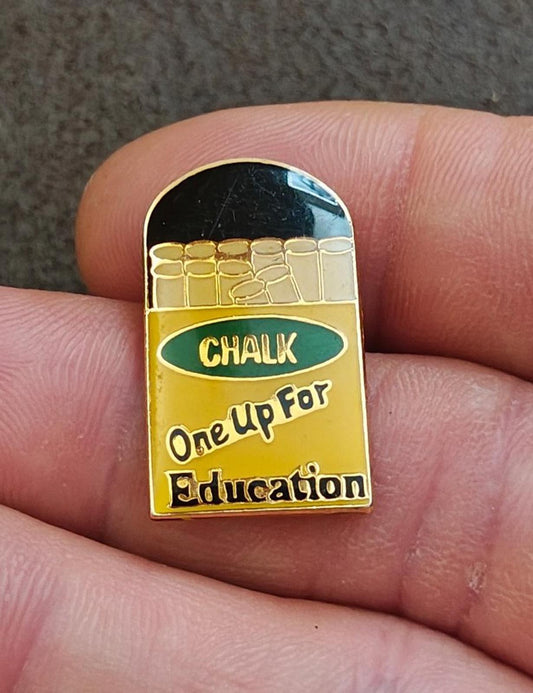 CHALK
One Up For
Education